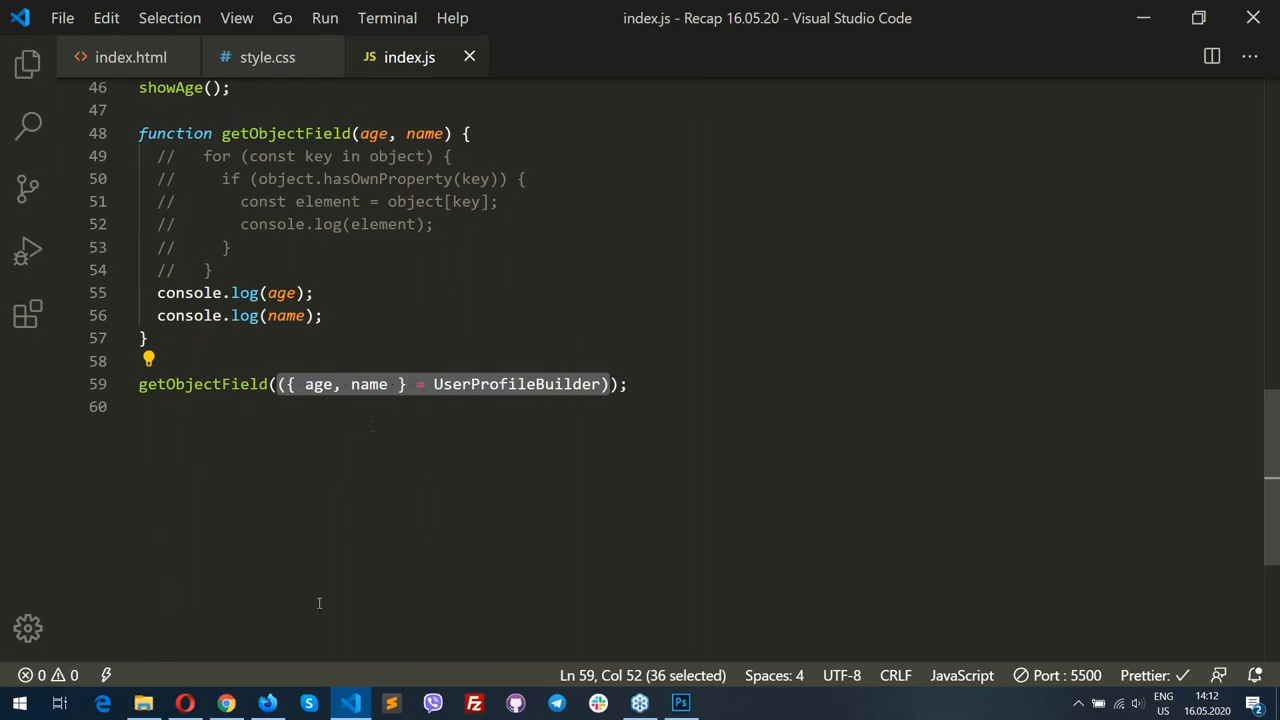 File Edit Selection View Go Run Terminal Help index.js - Recap 16.05.20 - Visual Studio Code
<> index.html # style.css JS index.js
46 showAge();
47
48 function getObjectField(age, name) {
49 // for (const key in object) {
50 // if (object.hasOwnProperty(key)) {
51 // const element = object[key];
52 // console.log(element);
53 // }
54 // }
55 console.log(age);
56 console.log(name);
57 }
58
59 getObjectField(({ age, name } = UserProfileBuilder));
60
0 0 Ln 59, Col 52 (36 selected) Spaces: 4 UTF-8 CRLF JavaScript Port : 5500 Prettier:
ENG 14:12
US 16.05.2020 2